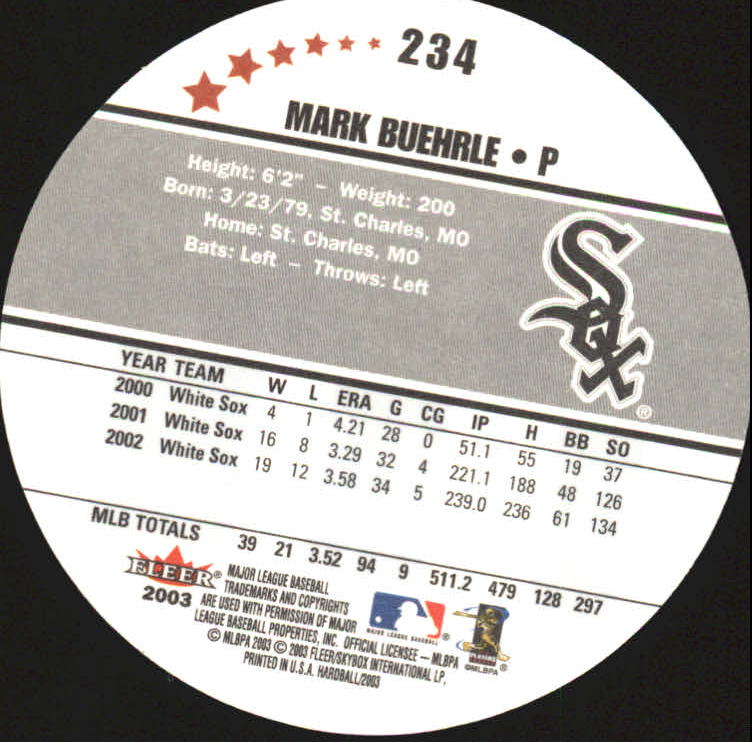 234
MARK BUEHRLE • P
Height: 6'2" – Weight: 200
Born: 3/23/79, St. Charles, MO
Home: St. Charles, MO
Bats: Left – Throws: Left
Sox ®
YEAR TEAM W L ERA G CG IP H BB SO
2000 White Sox 4 1 4.21 28 0 51.1 55 19 37
2001 White Sox 16 8 3.29 32 4 221.1 188 48 126
2002 White Sox 19 12 3.58 34 5 239.0 236 61 134
MLB TOTALS 39 21 3.52 94 9 511.2 479 128 297
FLEER®
2003
MAJOR LEAGUE BASEBALL
TRADEMARKS AND COPYRIGHTS
ARE USED WITH PERMISSION OF MAJOR
LEAGUE BASEBALL PROPERTIES, INC. OFFICIAL LICENSEE – MLBPA
© MLBPA 2003 © 2003 FLEER/SKYBOX INTERNATIONAL LP.
PRINTED IN U.S.A. HARDBALL/2003
MAJOR LEAGUE BASEBALL ®
PLAYERS
©MLBPA ®